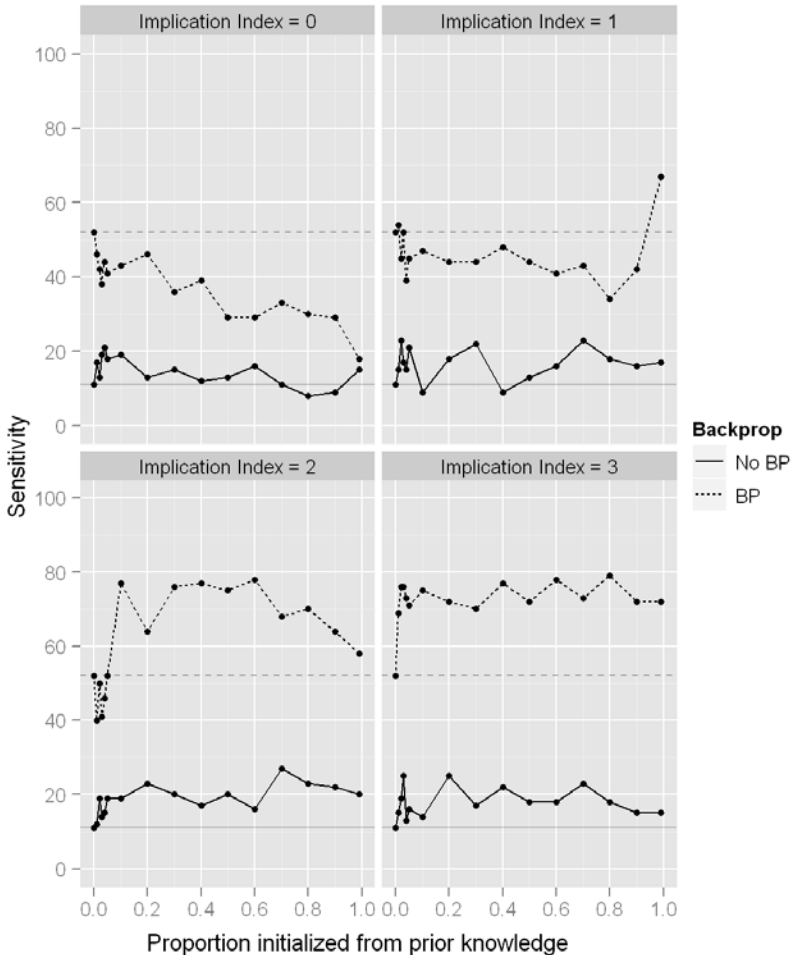 Implication Index = 0
Implication Index = 1
100
80
60
40
20
0
Implication Index = 2
Implication Index = 3
100
80
60
40
20
0
0.0 0.2 0.4 0.6 0.8 1.0
0.0 0.2 0.4 0.6 0.8 1.0
Sensitivity
Proportion initialized from prior knowledge
Backprop
No BP
BP